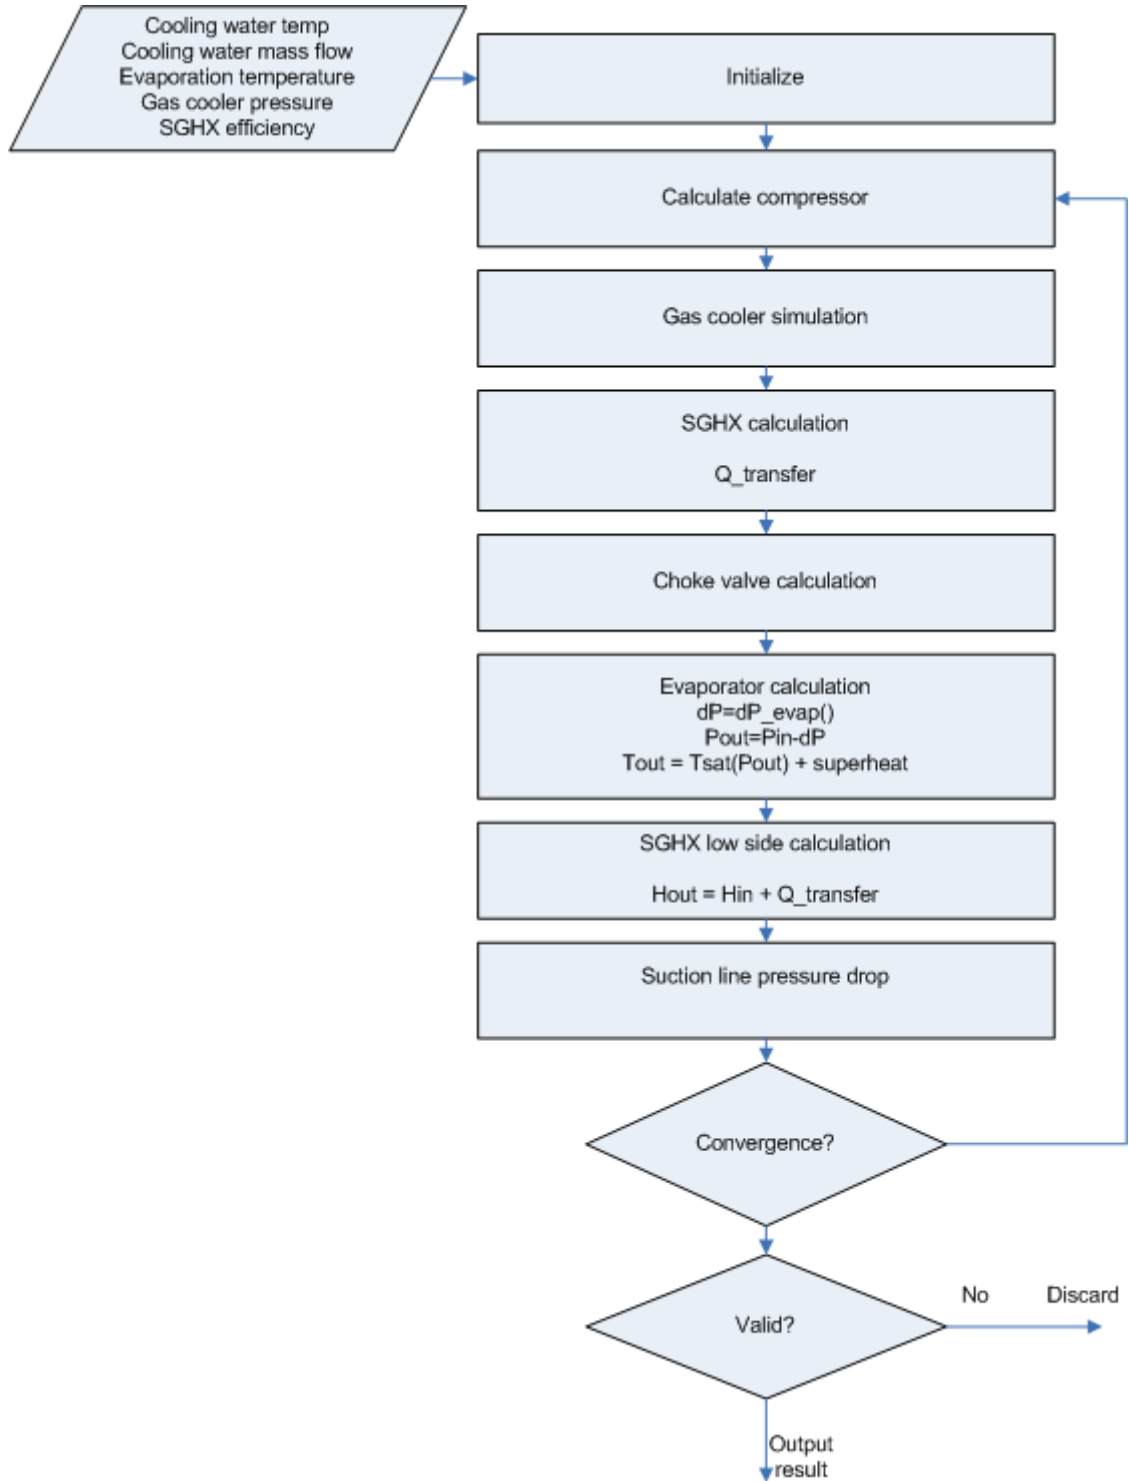 Cooling water temp
Cooling water mass flow
Evaporation temperature
Gas cooler pressure
SGHX efficiency
Initialize
Calculate compressor
Gas cooler simulation
SGHX calculation
Q_transfer
Choke valve calculation
Evaporator calculation
dP=dP_evap()
Pout=Pin-dP
Tout = Tsat(Pout) + superheat
SGHX low side calculation
Hout = Hin + Q_transfer
Suction line pressure drop
Convergence?
Valid?
No
Discard
Output
result